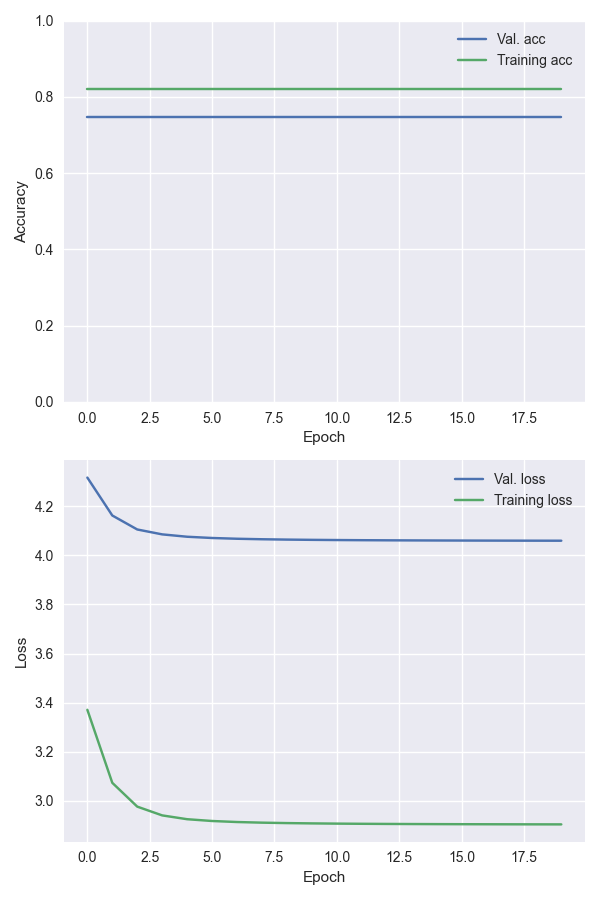 1.0
Val. acc
Training acc
0.8
0.6
Accuracy
0.4
0.2
0.0
0.0 2.5 5.0 7.5 10.0 12.5 15.0 17.5
Epoch
Val. loss
Training loss
4.2
4.0
3.8
3.6
Loss
3.4
3.2
3.0
0.0 2.5 5.0 7.5 10.0 12.5 15.0 17.5
Epoch